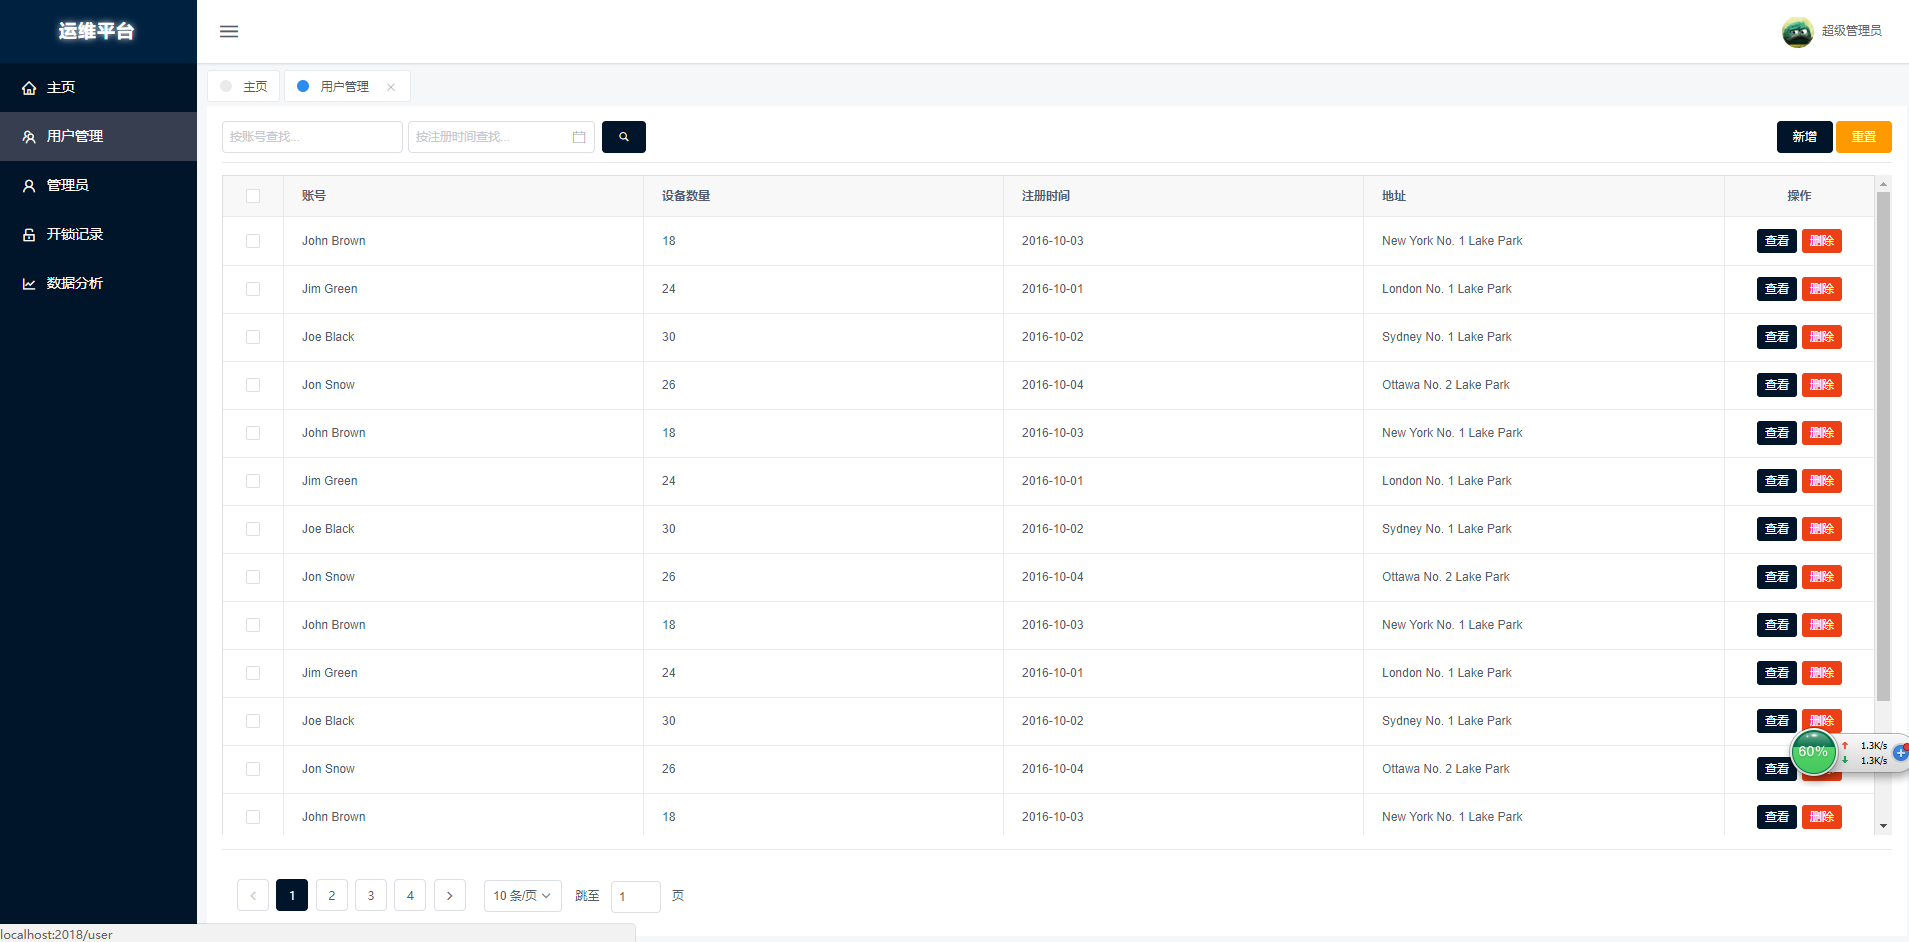 运维平台
超级管理员
主页
用户管理
管理员
开锁记录
数据分析
主页 用户管理
按账号查找... 按注册时间查找... 新增 重置
账号 设备数量 注册时间 地址 操作
John Brown 18 2016-10-03 New York No. 1 Lake Park 查看 删除
Jim Green 24 2016-10-01 London No. 1 Lake Park 查看 删除
Joe Black 30 2016-10-02 Sydney No. 1 Lake Park 查看 删除
Jon Snow 26 2016-10-04 Ottawa No. 2 Lake Park 查看 删除
John Brown 18 2016-10-03 New York No. 1 Lake Park 查看 删除
Jim Green 24 2016-10-01 London No. 1 Lake Park 查看 删除
Joe Black 30 2016-10-02 Sydney No. 1 Lake Park 查看 删除
Jon Snow 26 2016-10-04 Ottawa No. 2 Lake Park 查看 删除
John Brown 18 2016-10-03 New York No. 1 Lake Park 查看 删除
Jim Green 24 2016-10-01 London No. 1 Lake Park 查看 删除
Joe Black 30 2016-10-02 Sydney No. 1 Lake Park 查看 删除
Jon Snow 26 2016-10-04 Ottawa No. 2 Lake Park 查看
60% 1.3K/s
1.3K/s
John Brown 18 2016-10-03 New York No. 1 Lake Park 查看 删除
1 2 3 4 10 条/页 跳至 1 页
localhost:2018/user